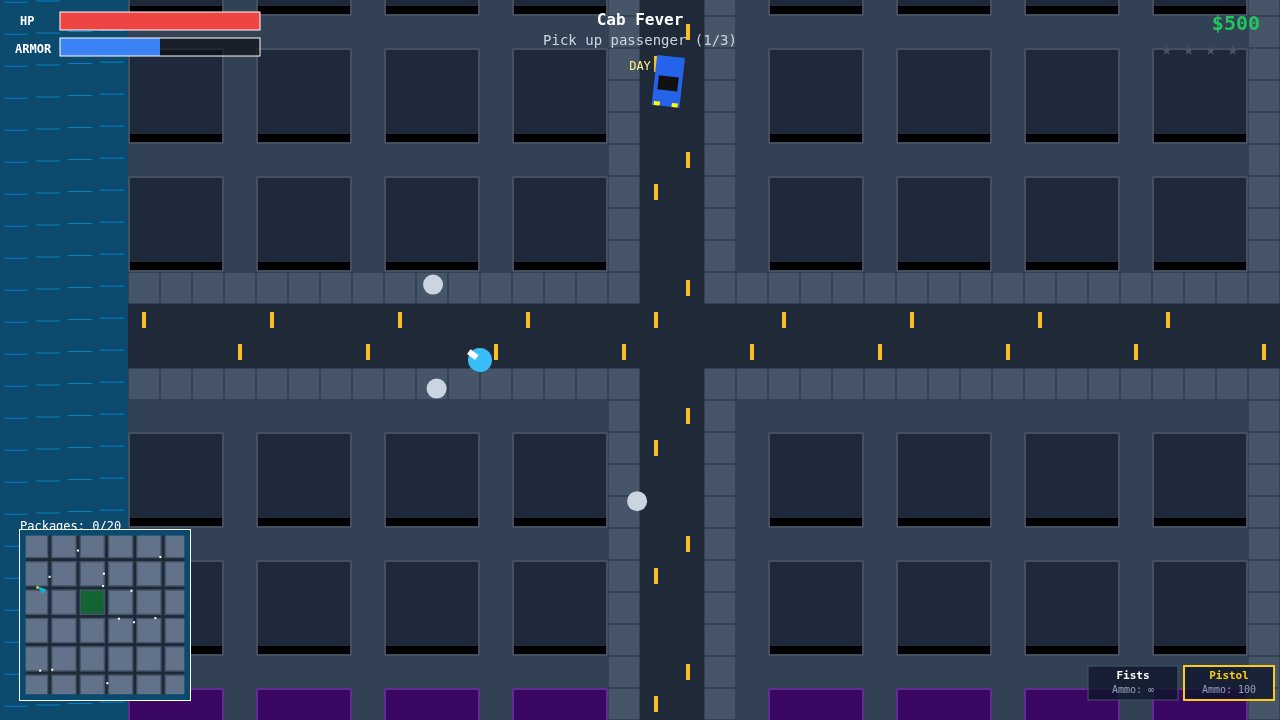 HP
ARMOR
Cab Fever
Pick up passenger (1/3)
DAY
$500
★ ★ ★ ★
Packages: 0/20
Fists
Ammo: ∞
Pistol
Ammo: 100